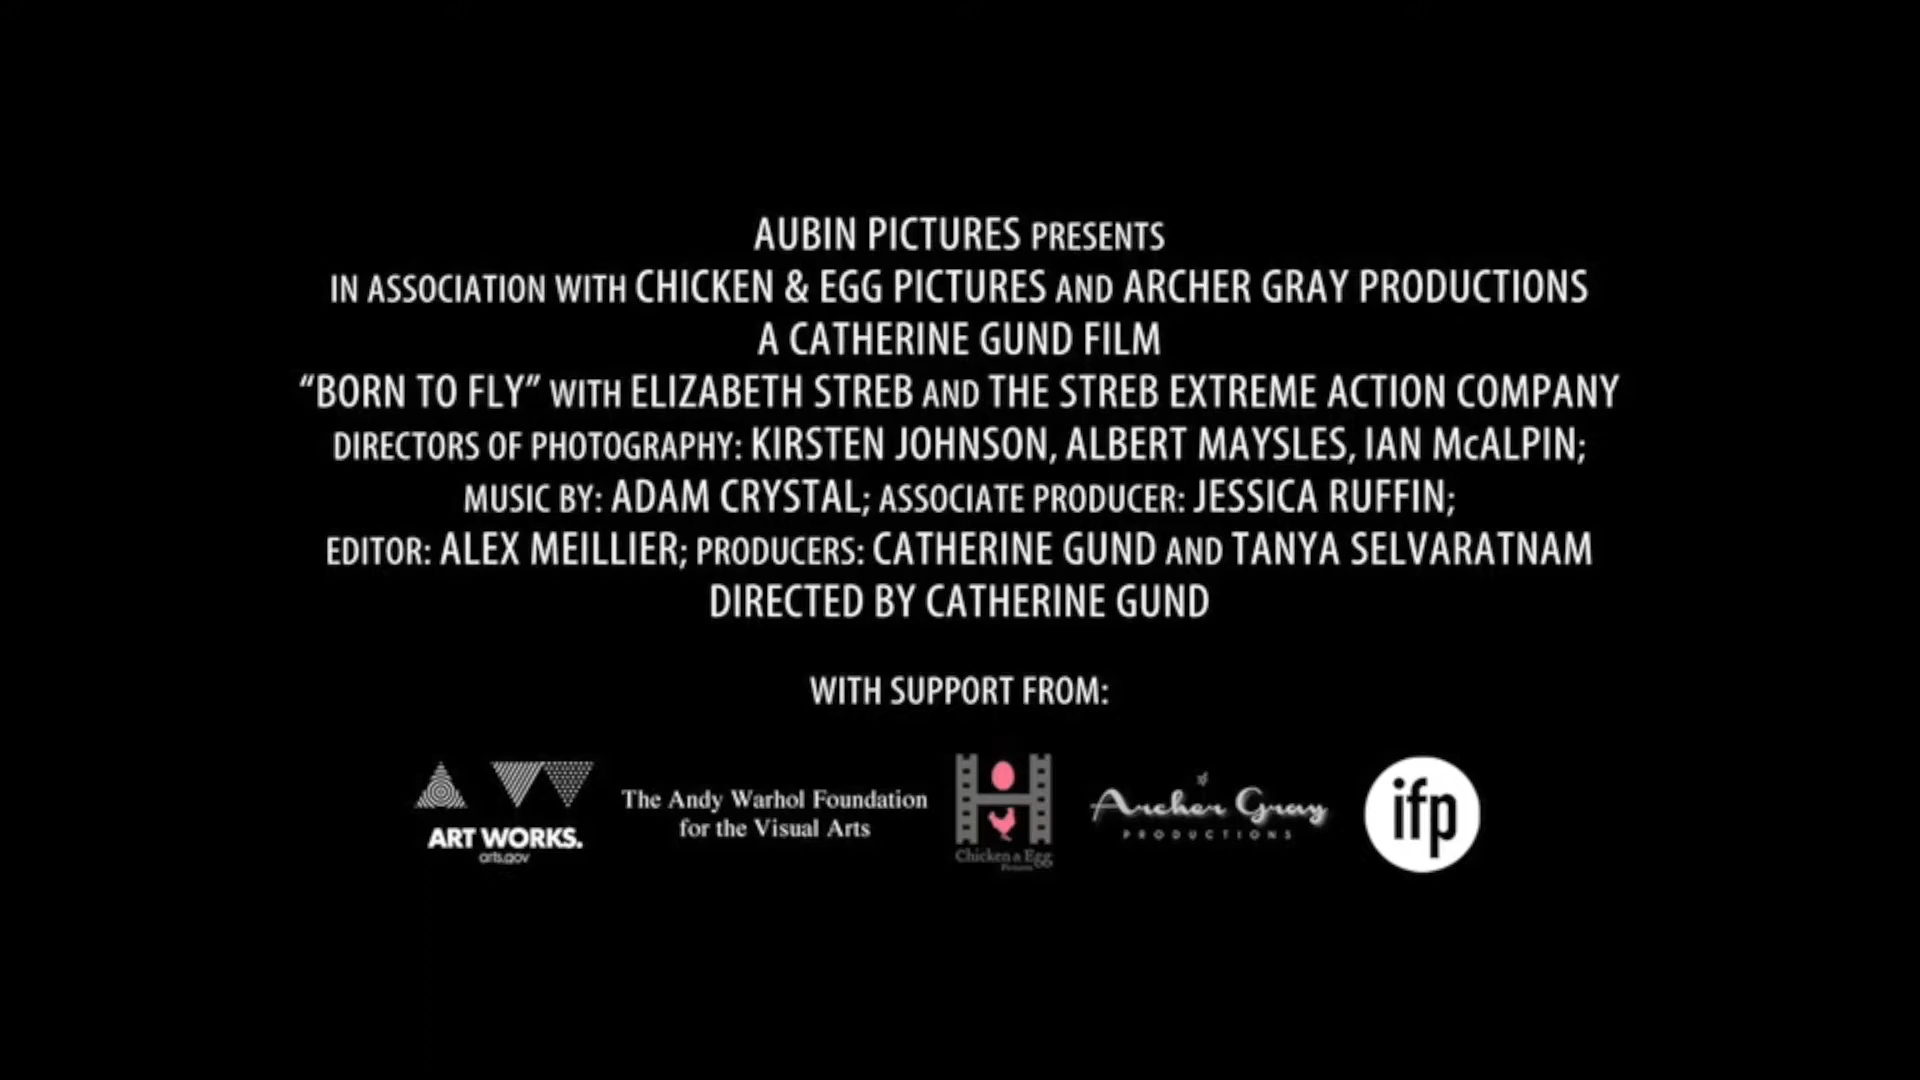 AUBIN PICTURES PRESENTS
IN ASSOCIATION WITH CHICKEN & EGG PICTURES AND ARCHER GRAY PRODUCTIONS
A CATHERINE GUND FILM
“BORN TO FLY” WITH ELIZABETH STREB AND THE STREB EXTREME ACTION COMPANY
DIRECTORS OF PHOTOGRAPHY: KIRSTEN JOHNSON, ALBERT MAYSLES, IAN McALPIN;
MUSIC BY: ADAM CRYSTAL; ASSOCIATE PRODUCER: JESSICA RUFFIN;
EDITOR: ALEX MEILLIER; PRODUCERS: CATHERINE GUND AND TANYA SELVARATNAM
DIRECTED BY CATHERINE GUND
WITH SUPPORT FROM:
ART WORKS.
arts.gov
The Andy Warhol Foundation
for the Visual Arts
Chicken & Egg
Pictures
Archer Gray
PRODUCTIONS
ifp